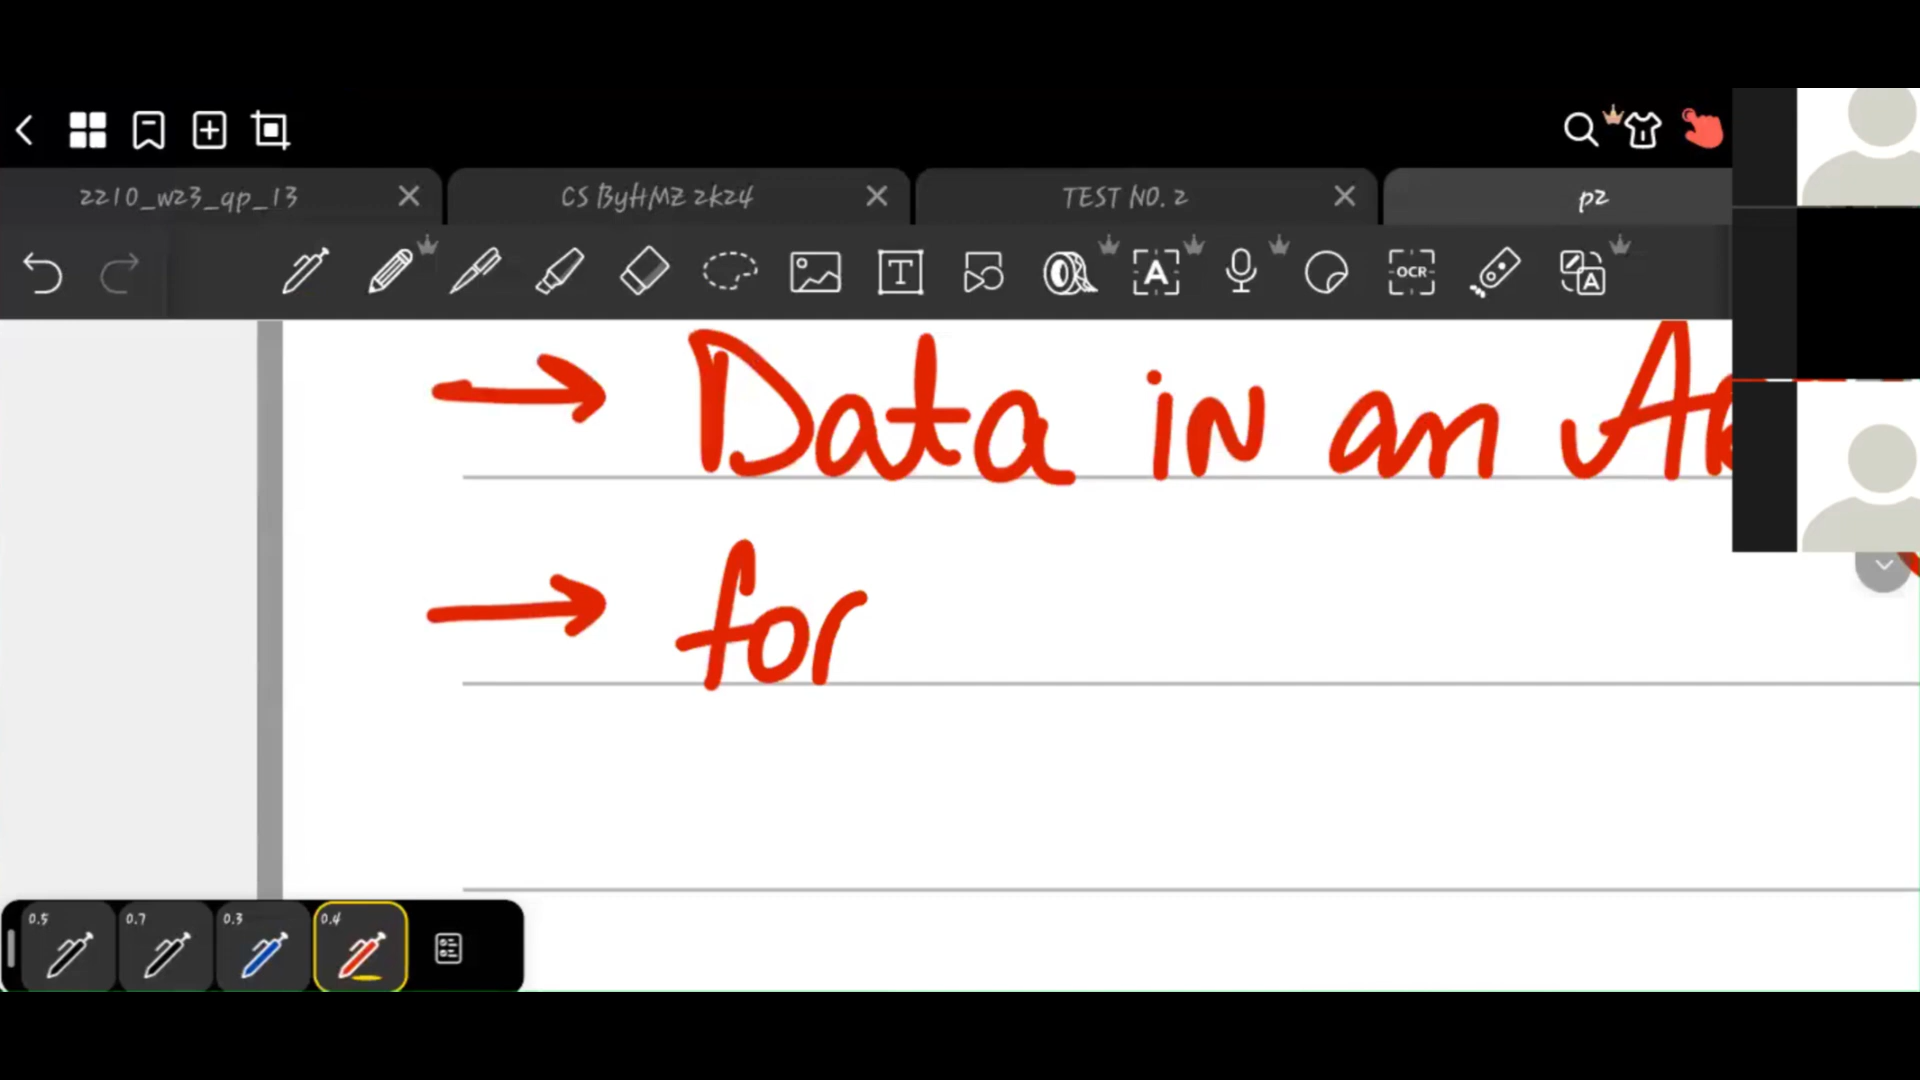 2210_w23_qp_13
CS ByHMZ 2k24
TEST NO. 2
p2
T
A
OCR
A
→ Data in an
→ for
0.5
0.7
0.3
0.4